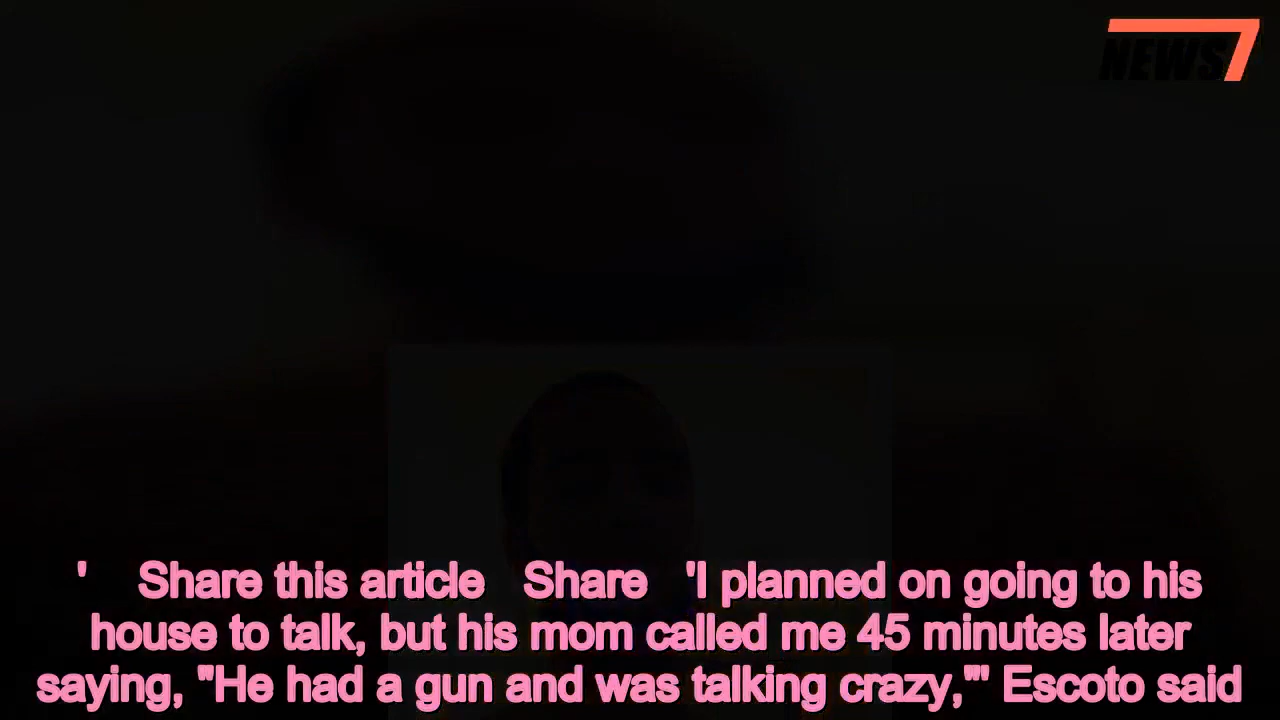 NEWS7
'    Share this article   Share   'I planned on going to his
house to talk, but his mom called me 45 minutes later
saying, "He had a gun and was talking crazy,"' Escoto said